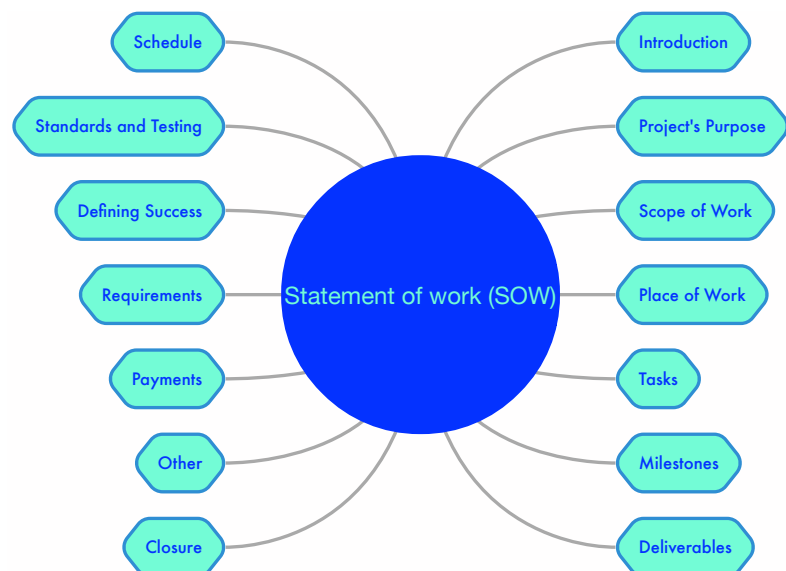 Schedule
Introduction
Standards and Testing
Project's Purpose
Defining Success
Scope of Work
Requirements
Statement of work (SOW)
Place of Work
Payments
Tasks
Other
Milestones
Closure
Deliverables